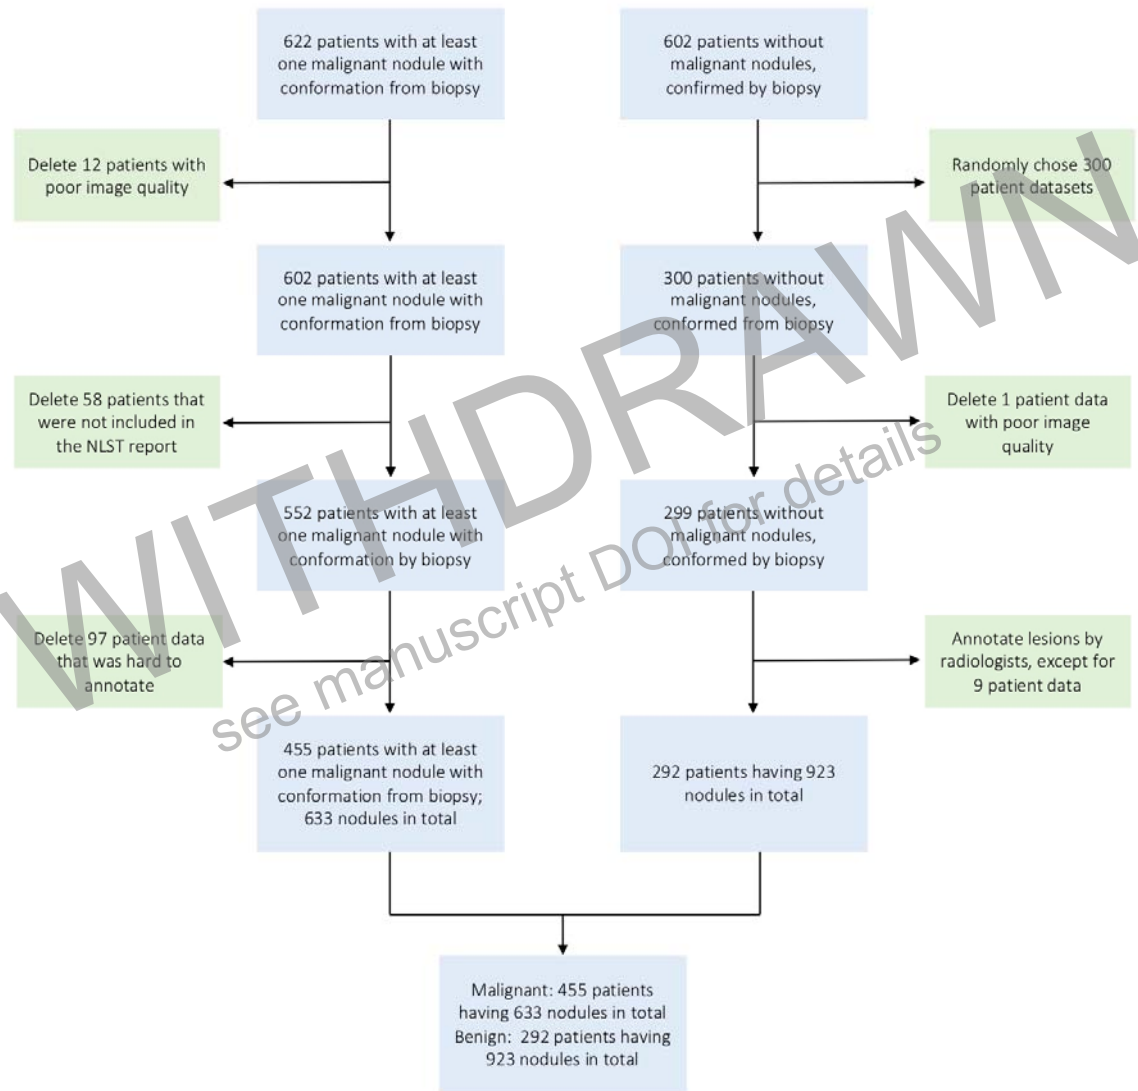 622 patients with at least
one malignant nodule with
conformation from biopsy
602 patients without
malignant nodules,
confirmed by biopsy
Delete 12 patients with
poor image quality
Randomly chose 300
patient datasets
602 patients with at least
one malignant nodule with
conformation from biopsy
300 patients without
malignant nodules,
conformed from biopsy
Delete 58 patients that
were not included in
the NLST report
Delete 1 patient data
with poor image
quality
552 patients with at least
one malignant nodule with
conformation by biopsy
299 patients without
malignant nodules,
conformed by biopsy
Delete 97 patient data
that was hard to
annotate
Annotate lesions by
radiologists, except for
9 patient data
455 patients with at least
one malignant nodule with
conformation from biopsy;
633 nodules in total
292 patients having 923
nodules in total
Malignant: 455 patients
having 633 nodules in total
Benign: 292 patients having
923 nodules in total
WITHDRAWN
see manuscript DOI for details